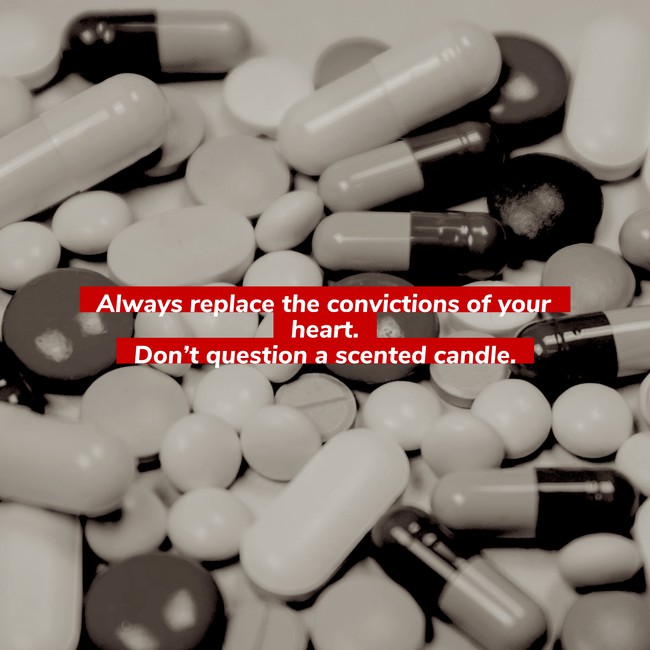 Always replace the convictions of your
heart.
Don’t question a scented candle.